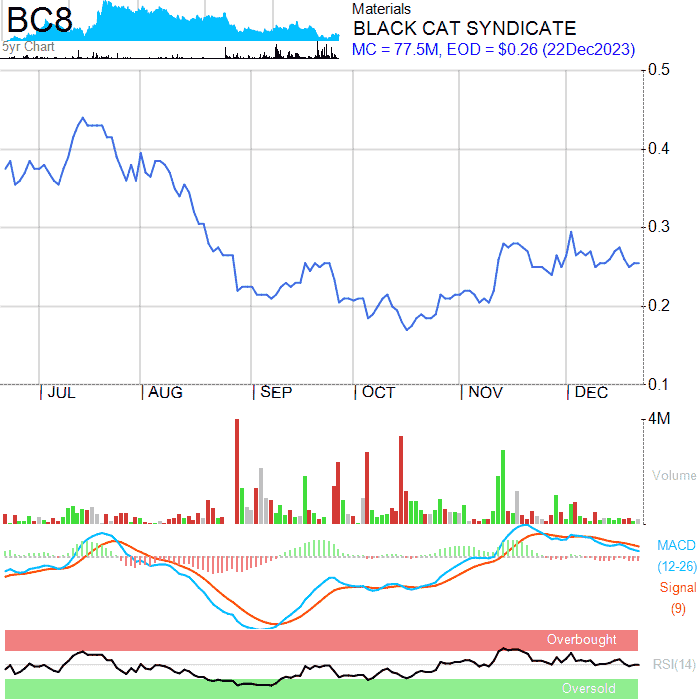 BC8
5yr Chart
Materials
BLACK CAT SYNDICATE
MC = 77.5M, EOD = $0.26 (22Dec2023)
0.5
0.4
0.3
0.2
0.1
JUL
AUG
SEP
OCT
NOV
DEC
4M
Volume
MACD
(12-26)
Signal
(9)
Overbought
RSI(14)
Oversold